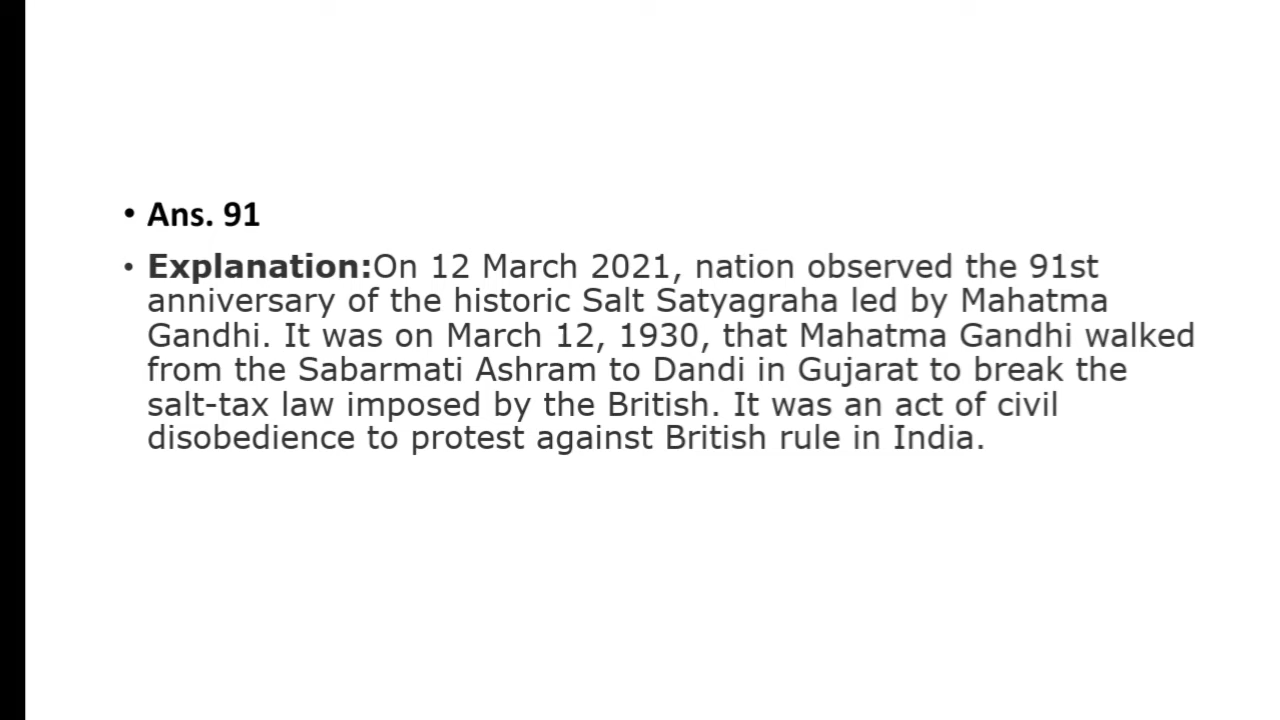 • Ans. 91
• Explanation:On 12 March 2021, nation observed the 91st
anniversary of the historic Salt Satyagraha led by Mahatma
Gandhi. It was on March 12, 1930, that Mahatma Gandhi walked
from the Sabarmati Ashram to Dandi in Gujarat to break the
salt-tax law imposed by the British. It was an act of civil
disobedience to protest against British rule in India.